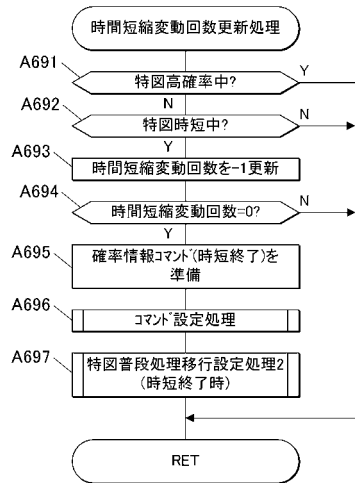 時間短縮変動回数更新処理
A691
特図高確率中?
Y
A692
N
特図時短中?
N
A693
Y
時間短縮変動回数を-1更新
A694
時間短縮変動回数=0?
N
Y
A695
確率情報コマンド(時短終了)を
準備
A696
コマンド設定処理
A697
特図普段処理移行設定処理2
(時短終了時)
RET